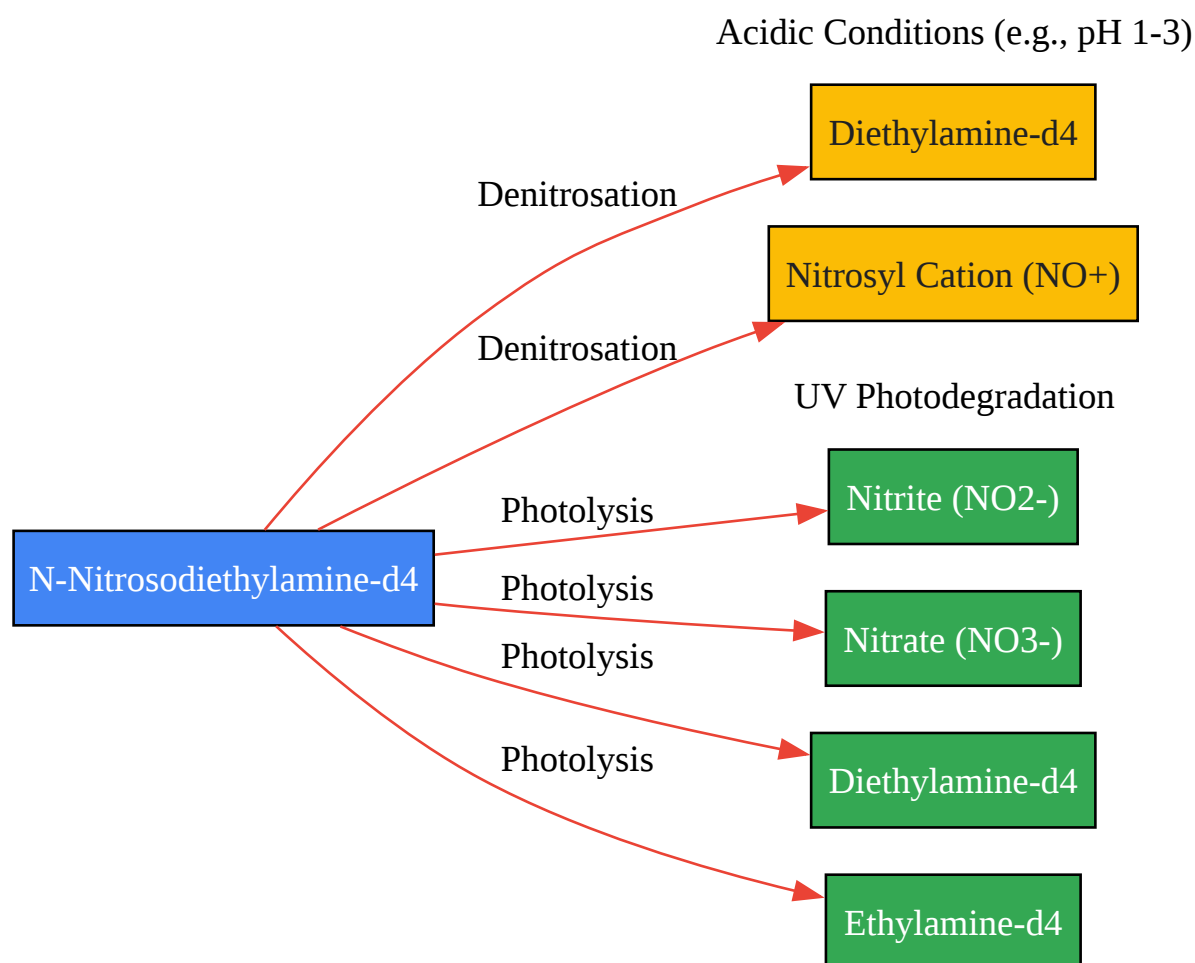 Acidic Conditions (e.g., pH 1-3)
Diethylamine-d4
Denitrosation
Nitrosyl Cation (NO+)
Denitrosation
UV Photodegradation
Nitrite (NO2-)
Photolysis
N-Nitrosodiethylamine-d4
Photolysis
Nitrate (NO3-)
Photolysis
Photolysis
Diethylamine-d4
Ethylamine-d4